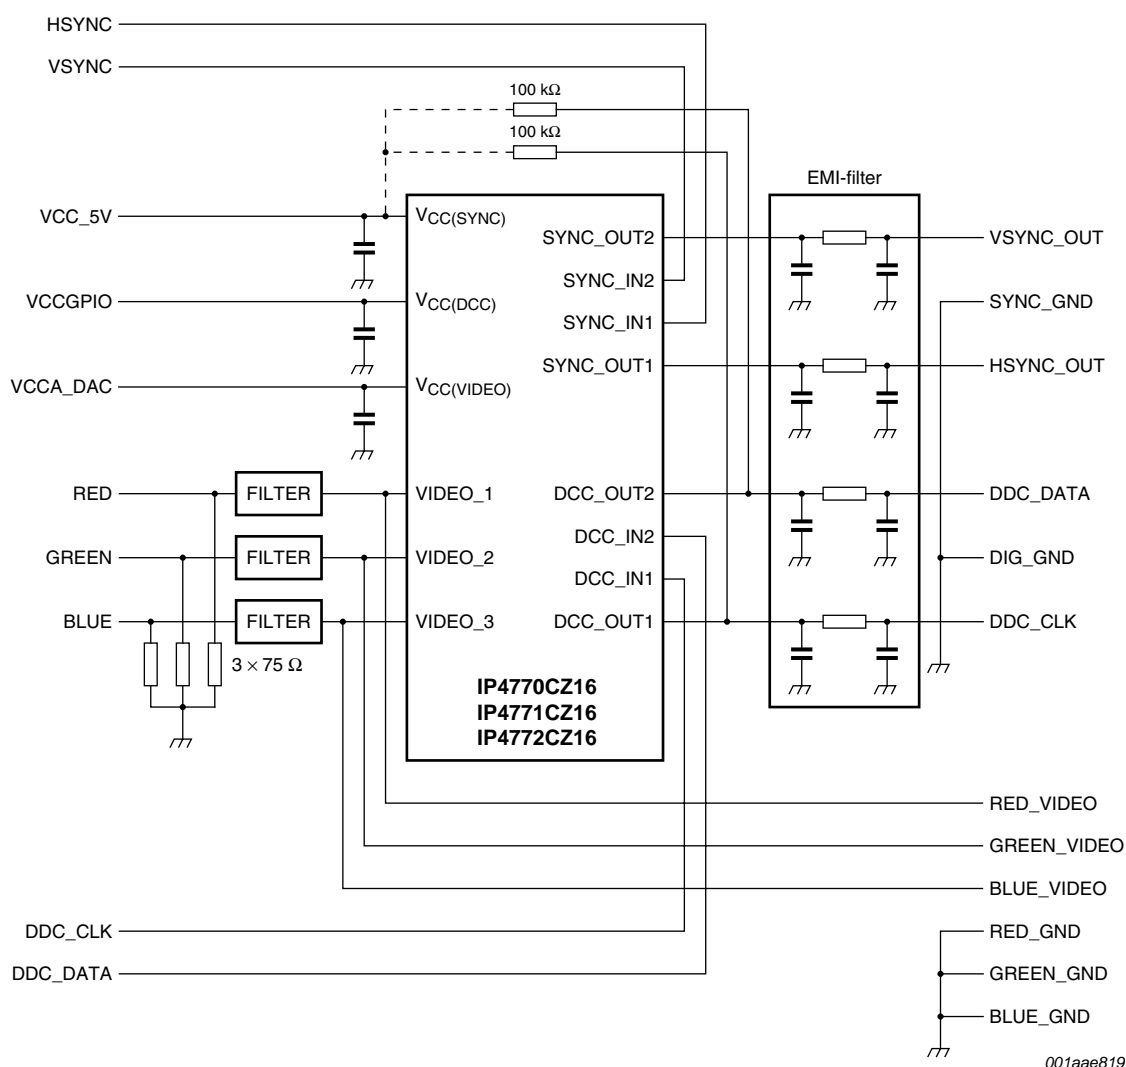 HSYNC
VSYNC
100 kΩ
100 kΩ
EMI-filter
VCC_5V
VCC(SYNC)
SYNC_OUT2
VSYNC_OUT
SYNC_IN2
VCCGPIO
VCC(DCC)
SYNC_GND
SYNC_IN1
SYNC_OUT1
HSYNC_OUT
VCCA_DAC
VCC(VIDEO)
RED
FILTER
VIDEO_1
DCC_OUT2
DDC_DATA
DCC_IN2
GREEN
FILTER
VIDEO_2
DIG_GND
DCC_IN1
BLUE
FILTER
VIDEO_3
DCC_OUT1
DDC_CLK
3 × 75 Ω
IP4770CZ16
IP4771CZ16
IP4772CZ16
RED_VIDEO
GREEN_VIDEO
BLUE_VIDEO
DDC_CLK
RED_GND
DDC_DATA
GREEN_GND
BLUE_GND
001aae819